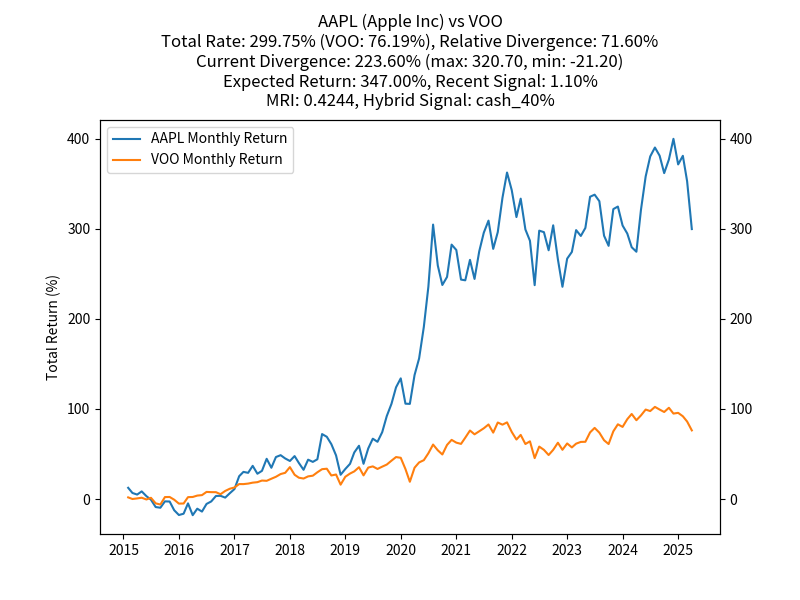 AAPL (Apple Inc) vs VOO
Total Rate: 299.75% (VOO: 76.19%), Relative Divergence: 71.60%
Current Divergence: 223.60% (max: 320.70, min: -21.20)
Expected Return: 347.00%, Recent Signal: 1.10%
MRI: 0.4244, Hybrid Signal: cash_40%
AAPL Monthly Return
VOO Monthly Return
Total Return (%)
400
300
200
100
0
400
300
200
100
0
2015 2016 2017 2018 2019 2020 2021 2022 2023 2024 2025